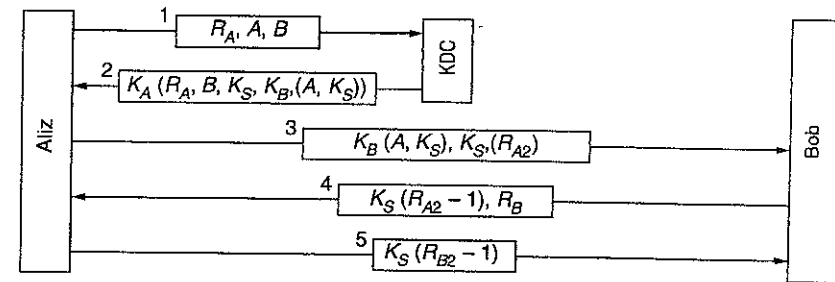 1
R_A, A, B
KDC
2
K_A (R_A, B, K_S, K_B,(A, K_S))
Aliz
3
K_B (A, K_S), K_S,(R_A2)
Bob
4
K_S (R_A2 – 1), R_B
5
K_S (R_B2 – 1)